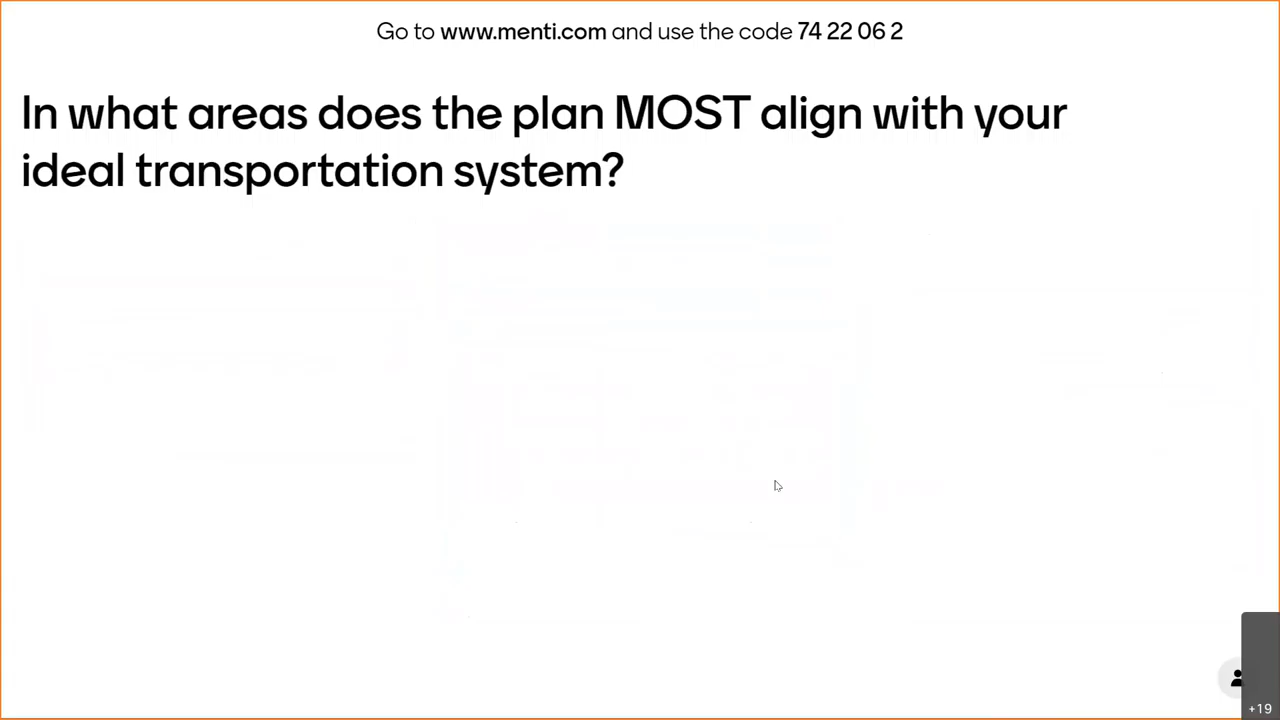 Go to www.menti.com and use the code 74 22 06 2
In what areas does the plan MOST align with your
ideal transportation system?
+19